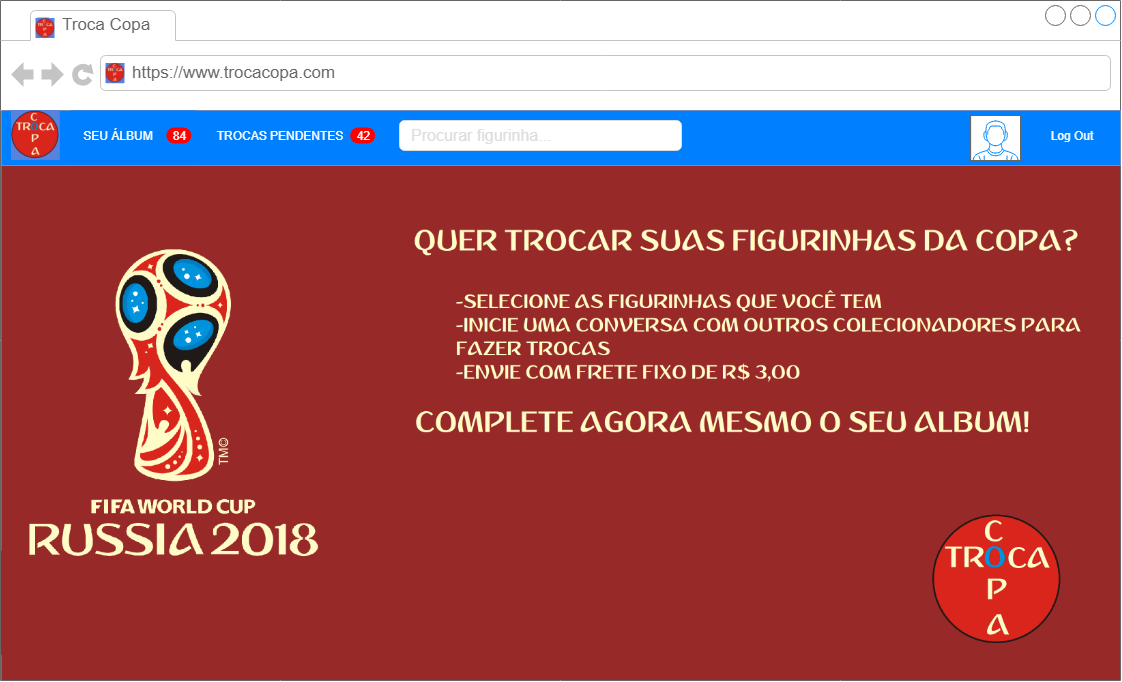 Troca Copa
https://www.trocacopa.com
SEU ÁLBUM 84 TROCAS PENDENTES 42 Procurar figurinha... Log Out
TROCA
COPA
QUER TROCAR SUAS FIGURINHAS DA COPA?
-SELECIONE AS FIGURINHAS QUE VOCÊ TEM
-INICIE UMA CONVERSA COM OUTROS COLECIONADORES PARA
FAZER TROCAS
-ENVIE COM FRETE FIXO DE R$ 3,00
COMPLETE AGORA MESMO O SEU ALBUM!
TM©
FIFA WORLD CUP
RUSSIA 2018
TROCA
COPA